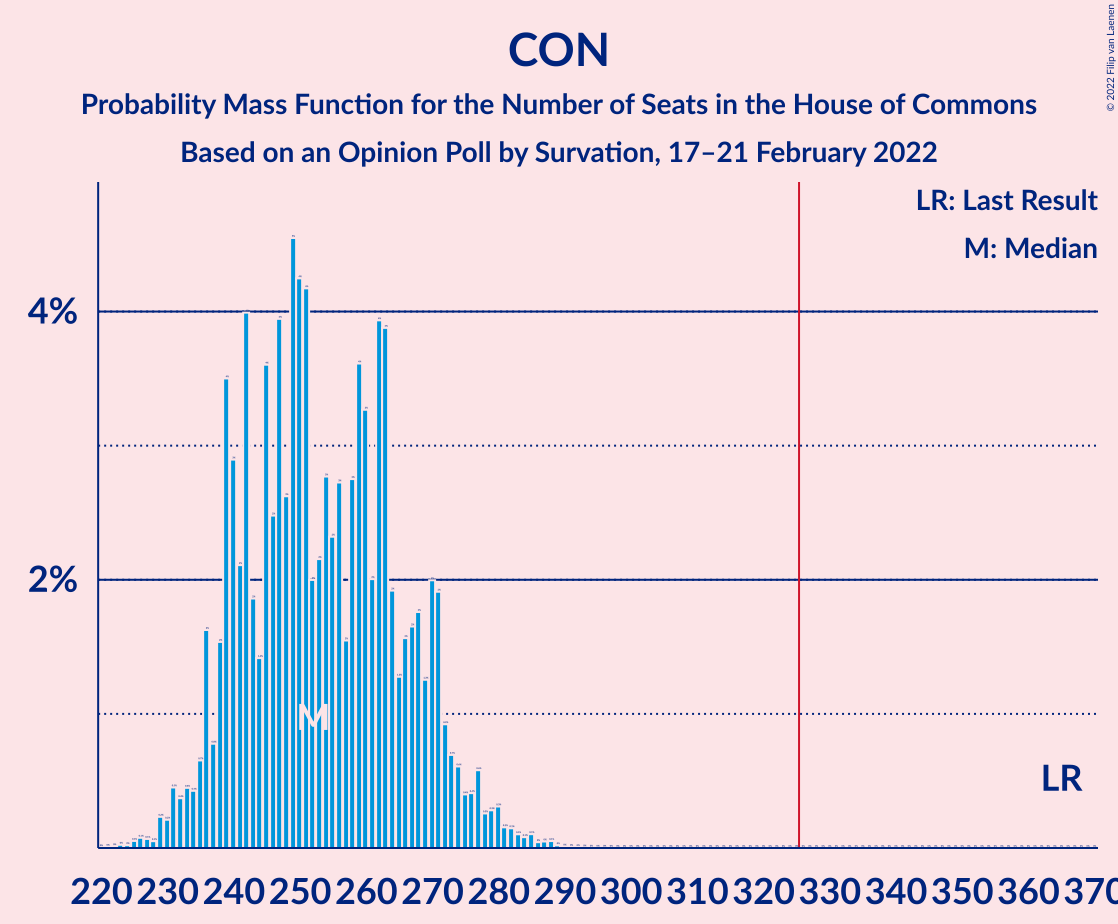 CON
Probability Mass Function for the Number of Seats in the House of Commons
Based on an Opinion Poll by Survation, 17–21 February 2022
© 2022 Filip van Laenen
LR: Last Result
M: Median
4%
2%
M
LR
220 230 240 250 260 270 280 290 300 310 320 330 340 350 360 370